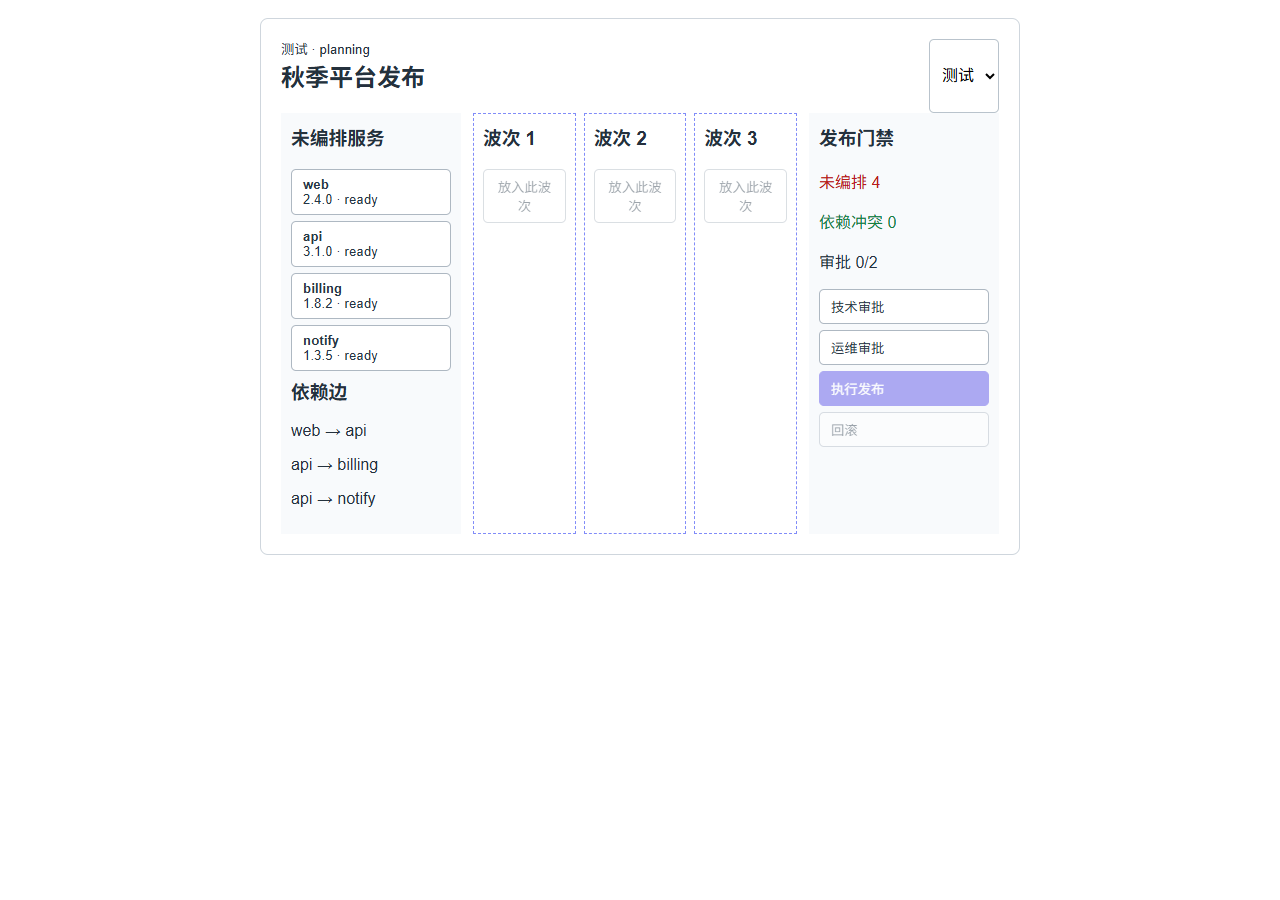 测试 · planning
秋季平台发布
测试
未编排服务
web
2.4.0 · ready
api
3.1.0 · ready
billing
1.8.2 · ready
notify
1.3.5 · ready
依赖边
web → api
api → billing
api → notify
波次 1
放入此波
次
波次 2
放入此波
次
波次 3
放入此波
次
发布门禁
未编排 4
依赖冲突 0
审批 0/2
技术审批
运维审批
执行发布
回滚